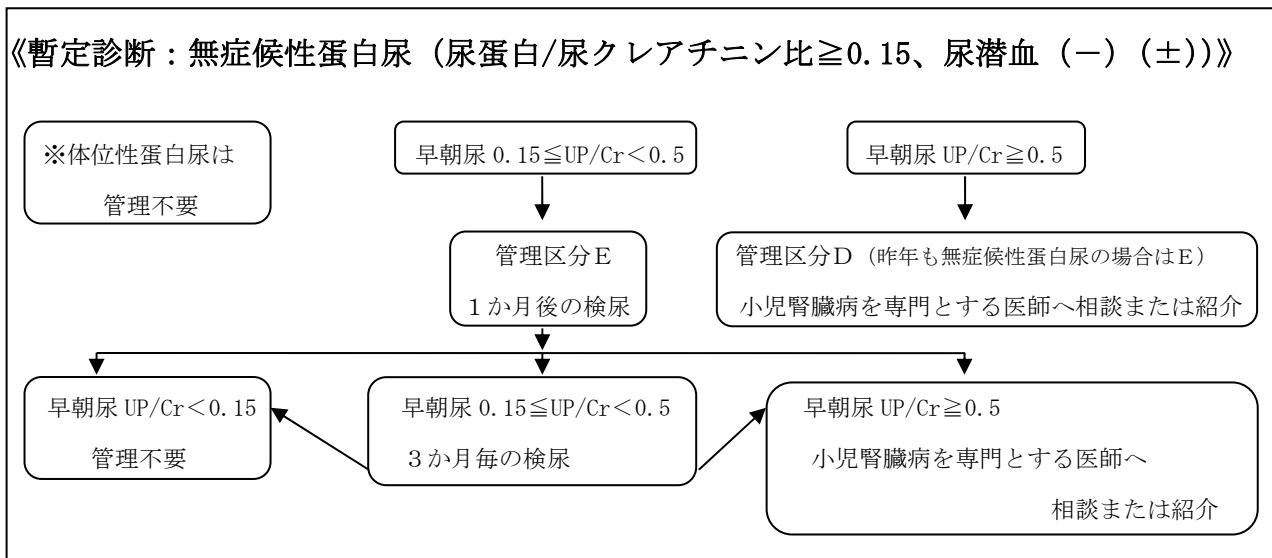 《暫定診断：無症候性蛋白尿（尿蛋白/尿クレアチニン比≧0.15、尿潜血（－）（±））》
※体位性蛋白尿は
管理不要
早朝尿 0.15≦UP/Cr＜0.5
早朝尿 UP/Cr≧0.5
管理区分Ｅ
１か月後の検尿
管理区分Ｄ（昨年も無症候性蛋白尿の場合はＥ）
小児腎臓病を専門とする医師へ相談または紹介
早朝尿 UP/Cr＜0.15
管理不要
早朝尿 0.15≦UP/Cr＜0.5
３か月毎の検尿
早朝尿 UP/Cr≧0.5
小児腎臓病を専門とする医師へ
相談または紹介